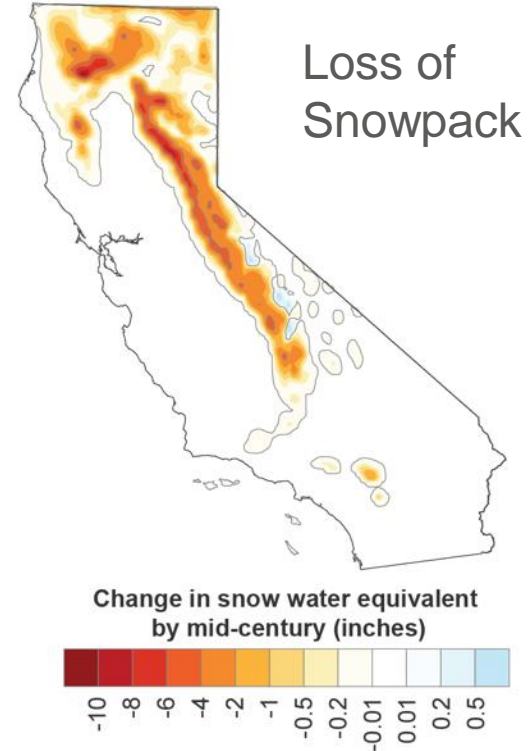 Loss of
Snowpack
Change in snow water equivalent
by mid-century (inches)
-10 -8 -6 -4 -2 -1 -0.5 -0.2 -0.01 0.01 0.2 0.5